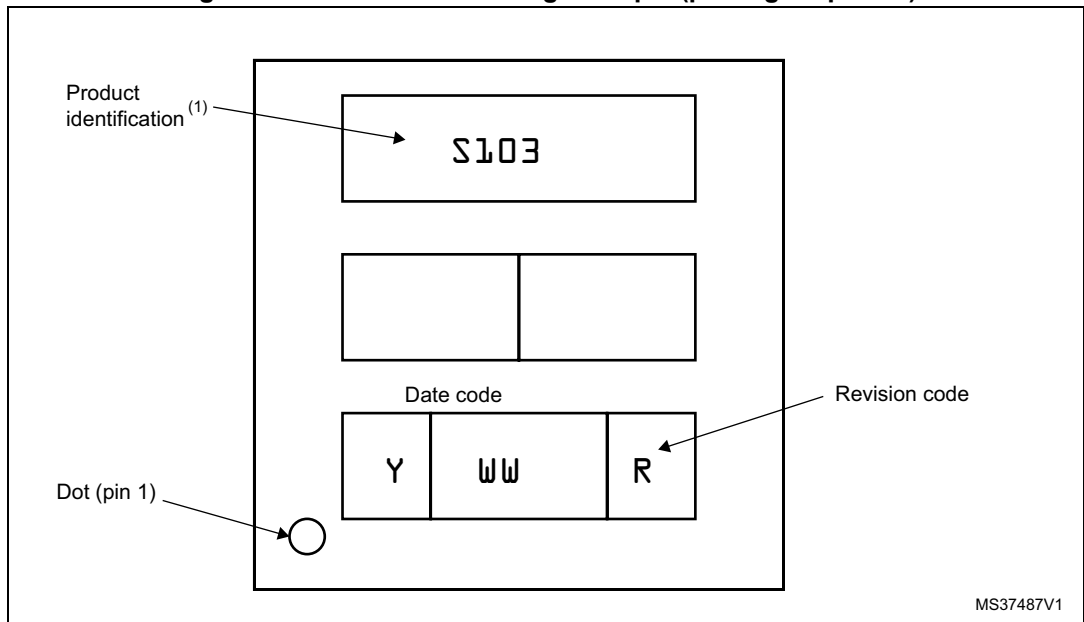 Product
identification (1)
S103
Date code
Revision code
Y WW R
Dot (pin 1)
MS37487V1